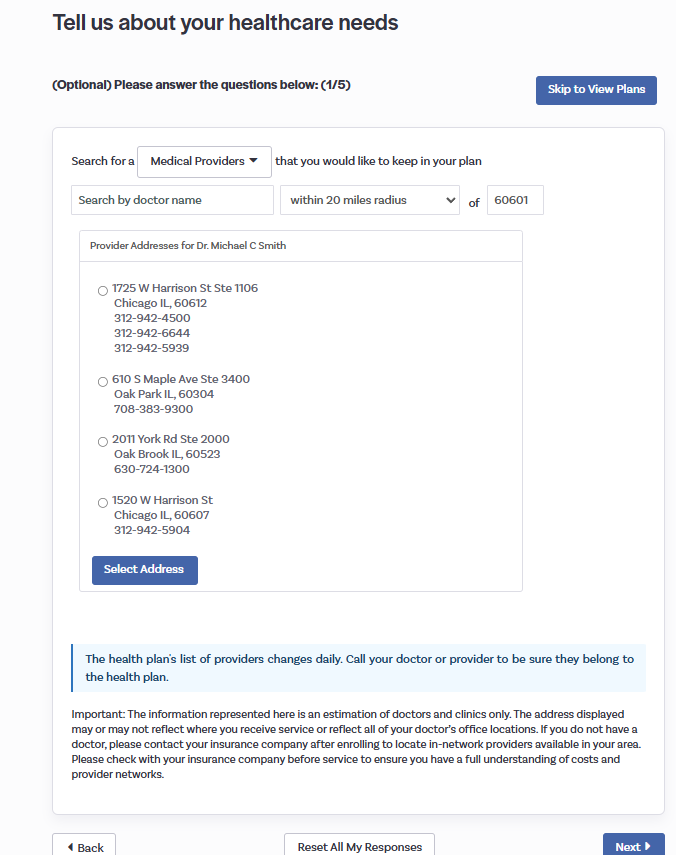 Tell us about your healthcare needs
(Optional) Please answer the questions below: (1/5)
Skip to View Plans
Search for a Medical Providers that you would like to keep in your plan
Search by doctor name within 20 miles radius of 60601
Provider Addresses for Dr. Michael C Smith
1725 W Harrison St Ste 1106
Chicago IL, 60612
312-942-4500
312-942-6644
312-942-5939
610 S Maple Ave Ste 3400
Oak Park IL, 60304
708-383-9300
2011 York Rd Ste 2000
Oak Brook IL, 60523
630-724-1300
1520 W Harrison St
Chicago IL, 60607
312-942-5904
Select Address
The health plan's list of providers changes daily. Call your doctor or provider to be sure they belong to
the health plan.
Important: The information represented here is an estimation of doctors and clinics only. The address displayed
may or may not reflect where you receive service or reflect all of your doctor's office locations. If you do not have a
doctor, please contact your insurance company after enrolling to locate in-network providers available in your area.
Please check with your insurance company before service to ensure you have a full understanding of costs and
provider networks.
Back
Reset All My Responses
Next